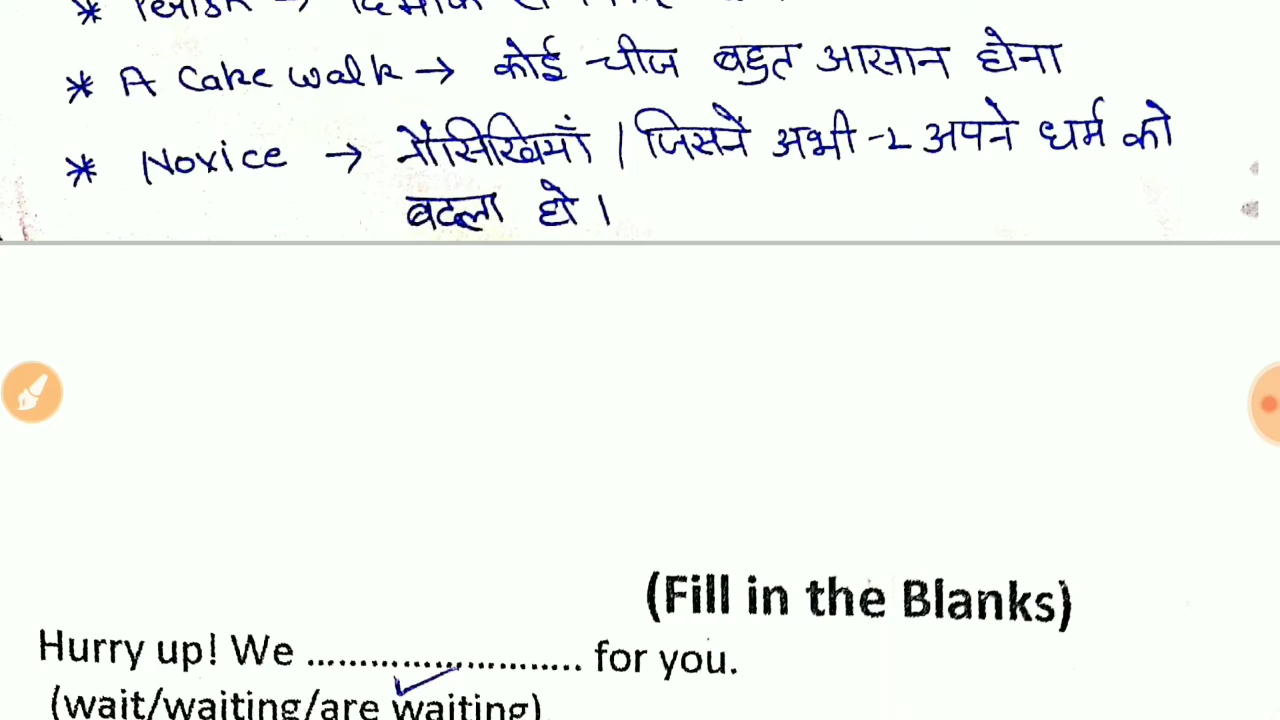 * A Cake walk → कोई चीज बहुत आसान होना
* Novice → नौसिखियाँ / जिसने अभी-2 अपने धर्म को
बदला हो।
(Fill in the Blanks)
Hurry up! We .......................... for you.
(wait/waiting/are waiting)